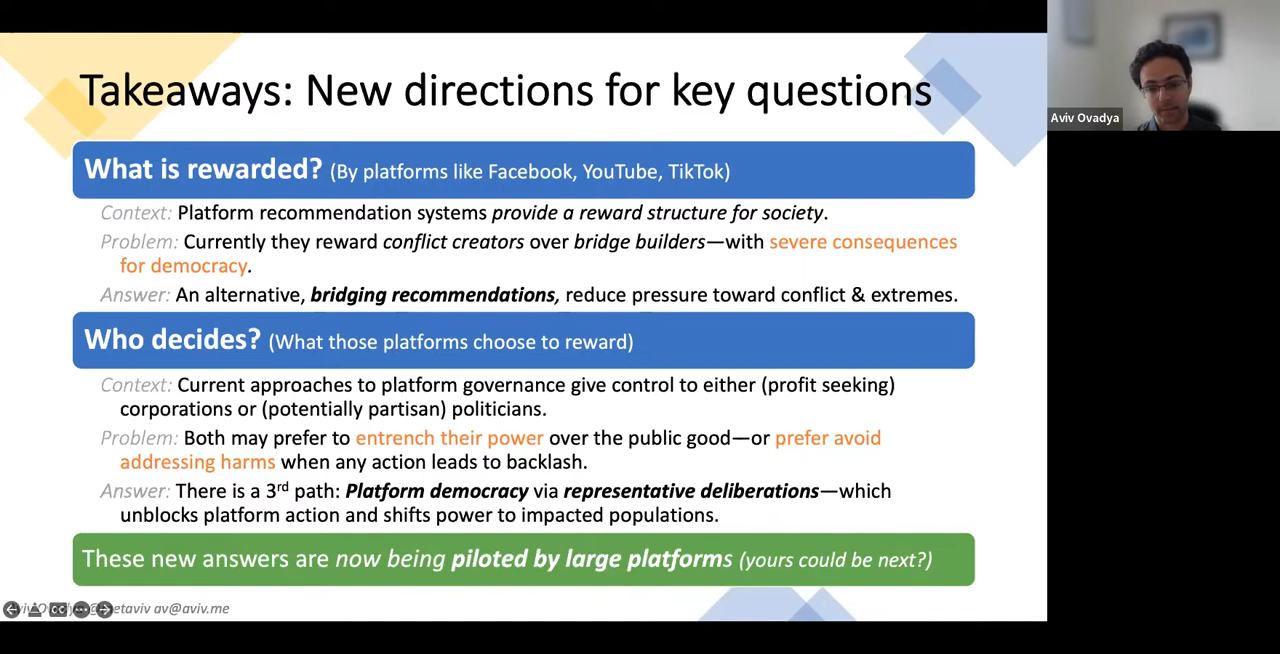 Takeaways: New directions for key questions
Aviv Ovadya
What is rewarded? (By platforms like Facebook, YouTube, TikTok)
Context: Platform recommendation systems provide a reward structure for society.
Problem: Currently they reward conflict creators over bridge builders—with severe consequences
for democracy.
Answer: An alternative, bridging recommendations, reduce pressure toward conflict & extremes.
Who decides? (What those platforms choose to reward)
Context: Current approaches to platform governance give control to either (profit seeking)
corporations or (potentially partisan) politicians.
Problem: Both may prefer to entrench their power over the public good—or prefer avoid
addressing harms when any action leads to backlash.
Answer: There is a 3rd path: Platform democracy via representative deliberations—which
unblocks platform action and shifts power to impacted populations.
These new answers are now being piloted by large platforms (yours could be next?)
av@aviv.me